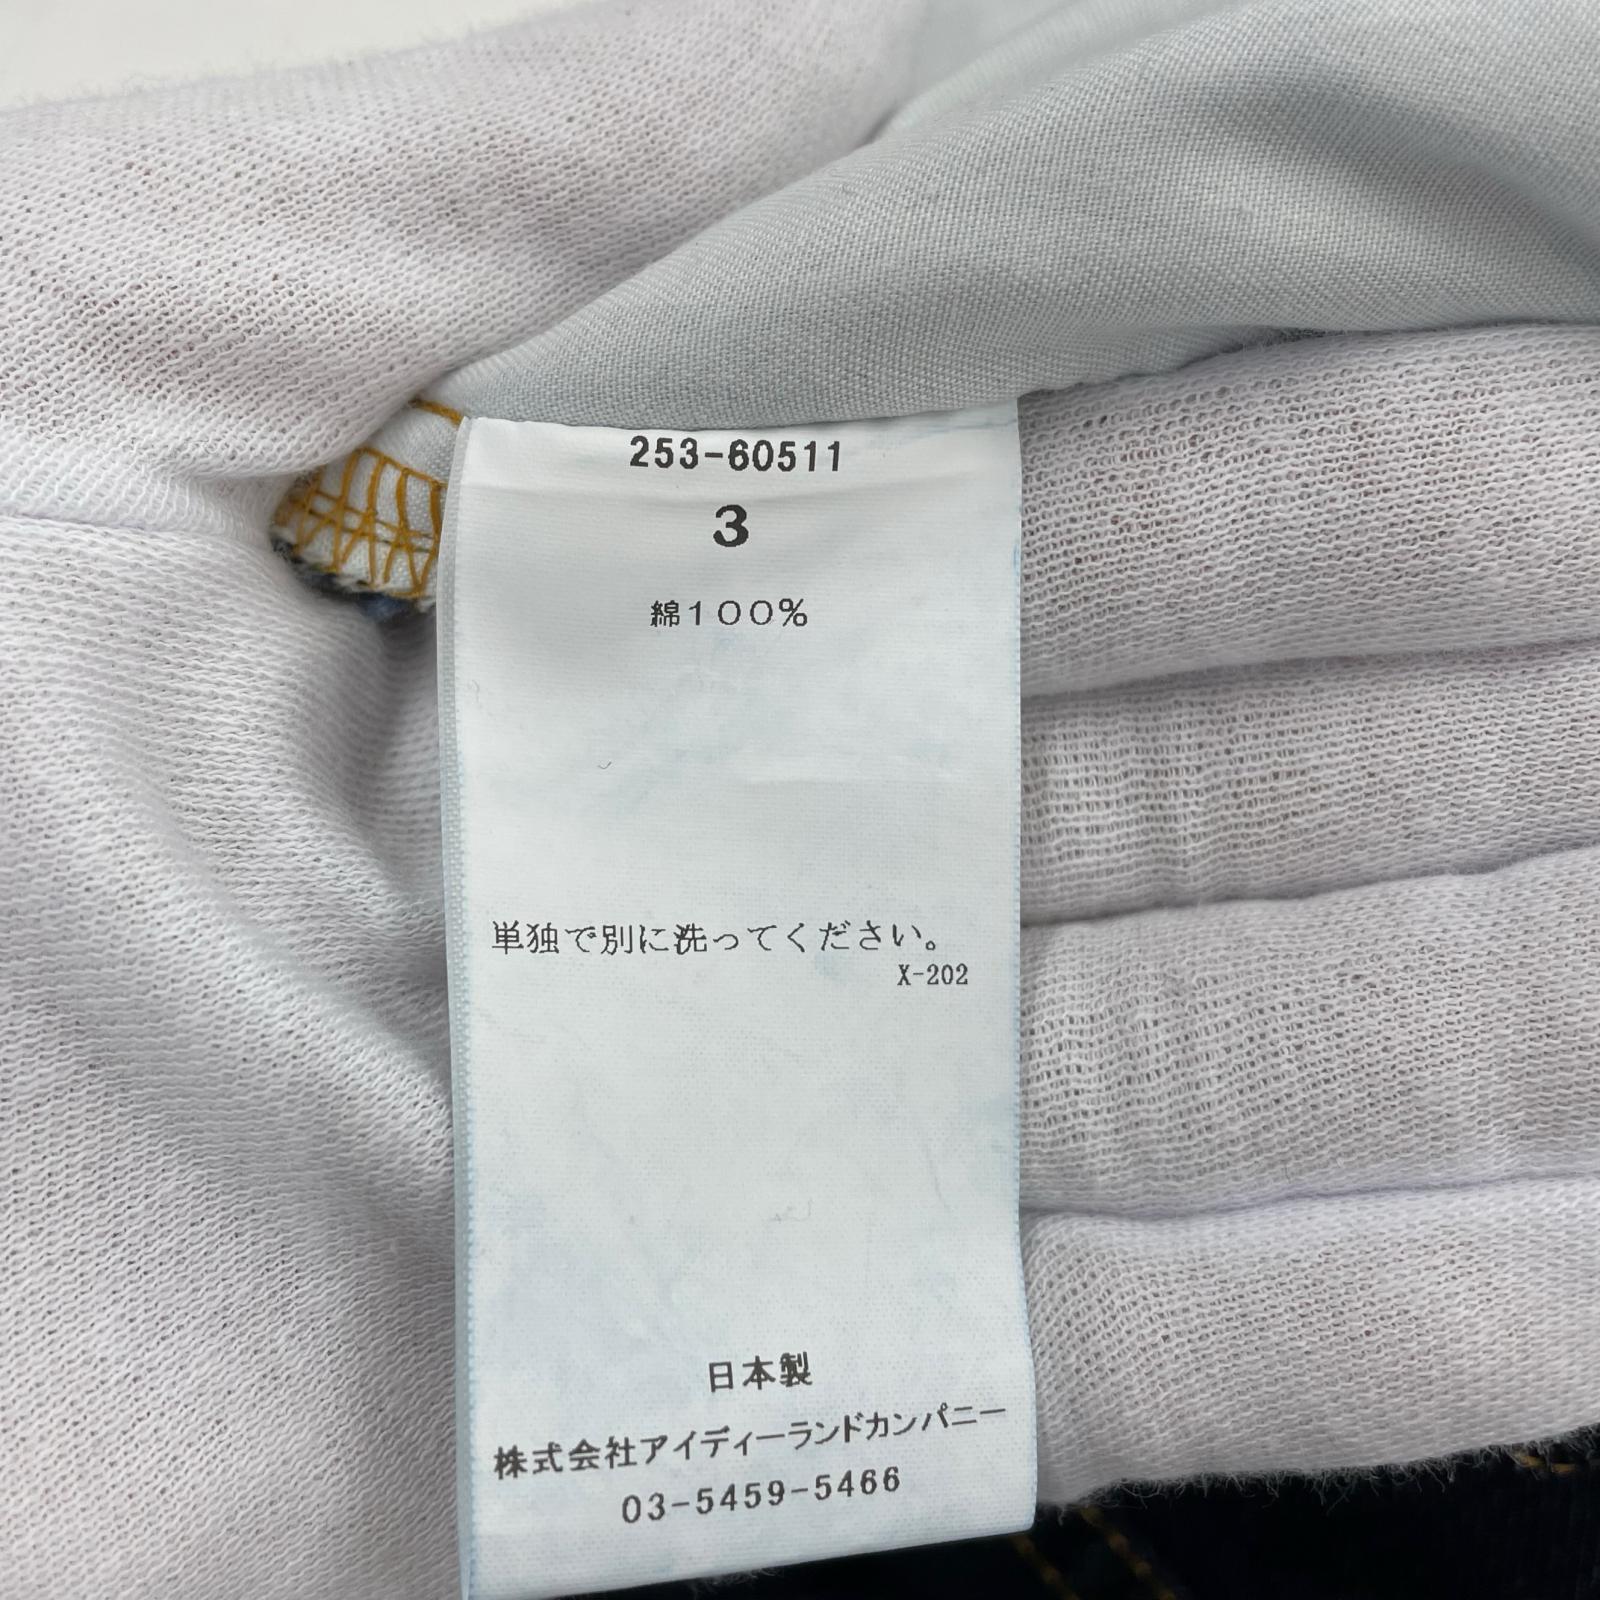 253-60511
3
綿100%
単独で別に洗ってください。
X-202
日本製
株式会社アイディーランドカンパニー
03-5459-5466